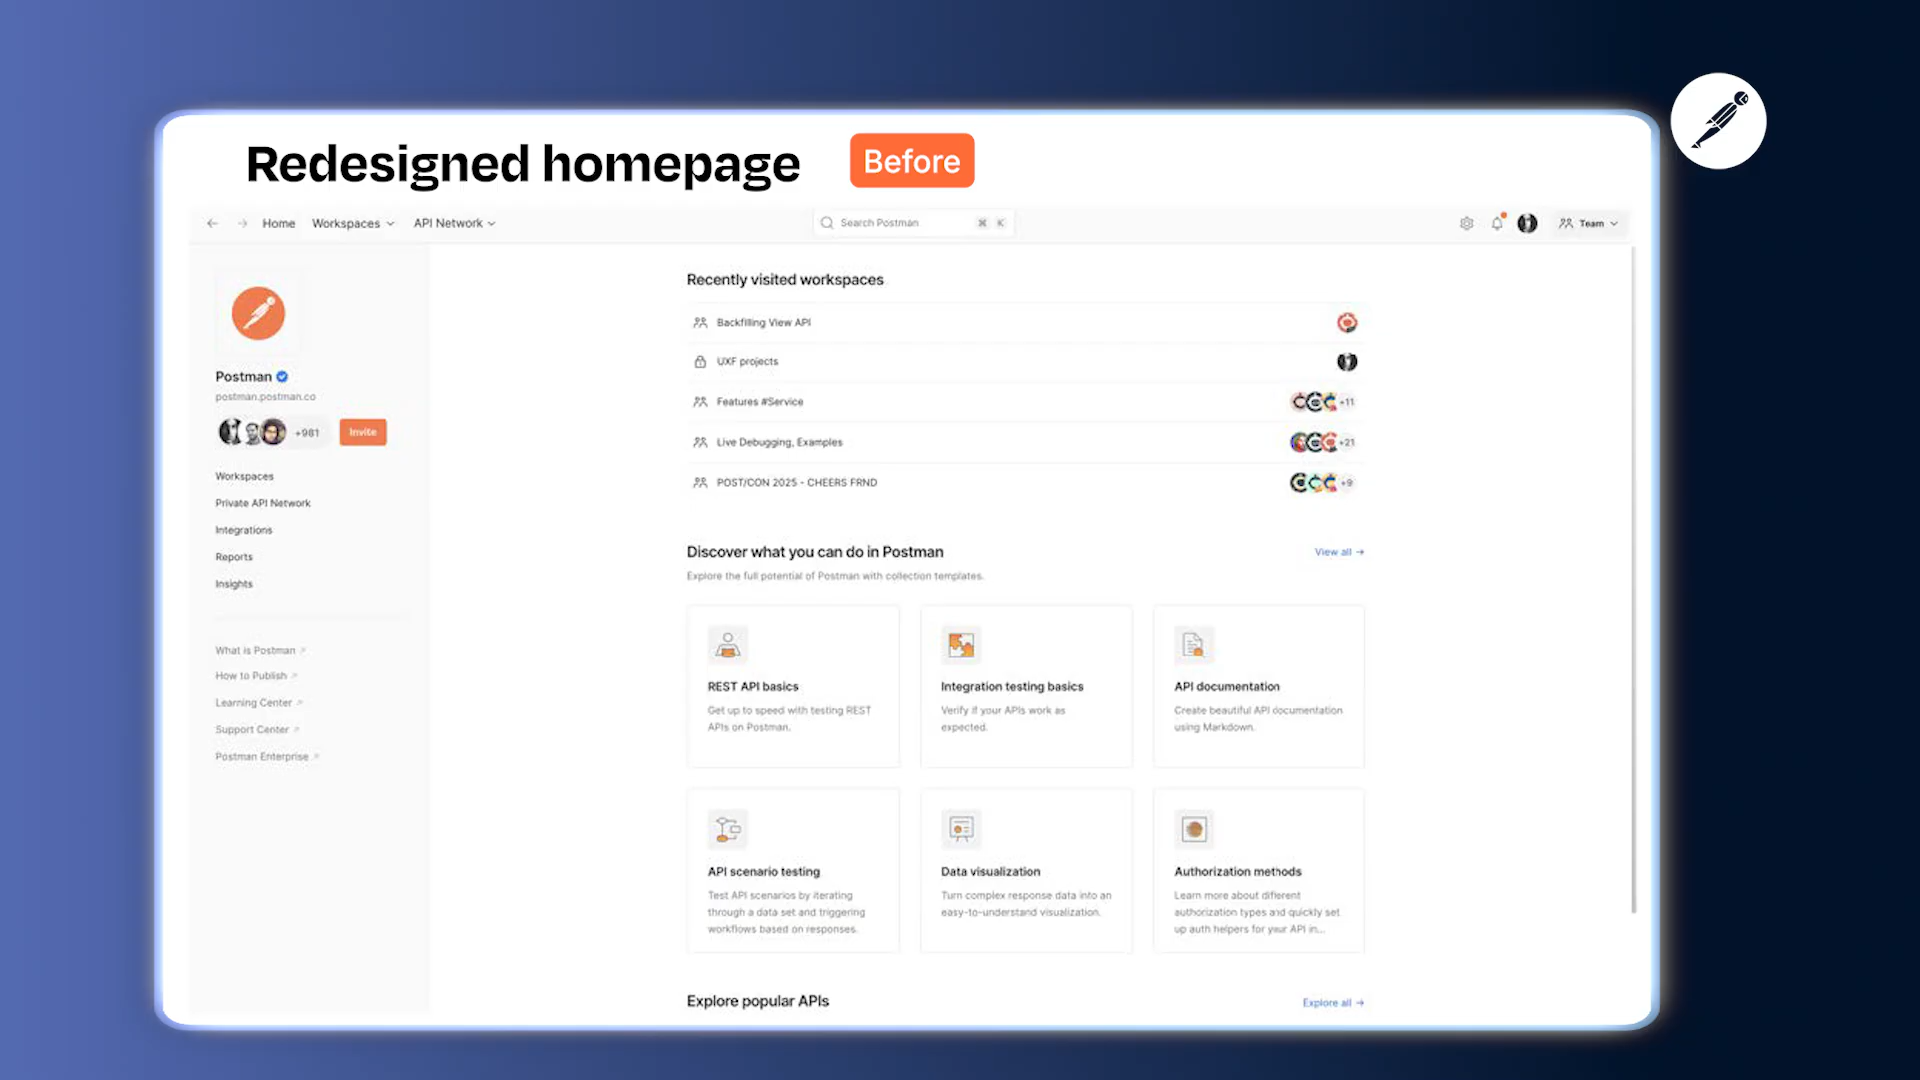 Redesigned homepage
Before
Home
Workspaces
API Network
Search Postman
⌘ K
Team
Postman
postman.postman.co
+981
Invite
Workspaces
Private API Network
Integrations
Reports
Insights
What is Postman
How to Publish
Learning Center
Support Center
Postman Enterprise
Recently visited workspaces
Backfilling View API
UXF projects
Features #Service
+11
Live Debugging, Examples
+21
POST/CON 2025 - CHEERS FRND
+9
Discover what you can do in Postman
View all →
Explore the full potential of Postman with collection templates.
REST API basics
Get up to speed with testing REST
APIs on Postman.
Integration testing basics
Verify if your APIs work as
expected.
API documentation
Create beautiful API documentation
using Markdown.
API scenario testing
Test API scenarios by iterating
through a data set and triggering
workflows based on responses.
Data visualization
Turn complex response data into an
easy-to-understand visualization.
Authorization methods
Learn more about different
authorization types and quickly set
up auth helpers for your API in...
Explore popular APIs
Explore all →